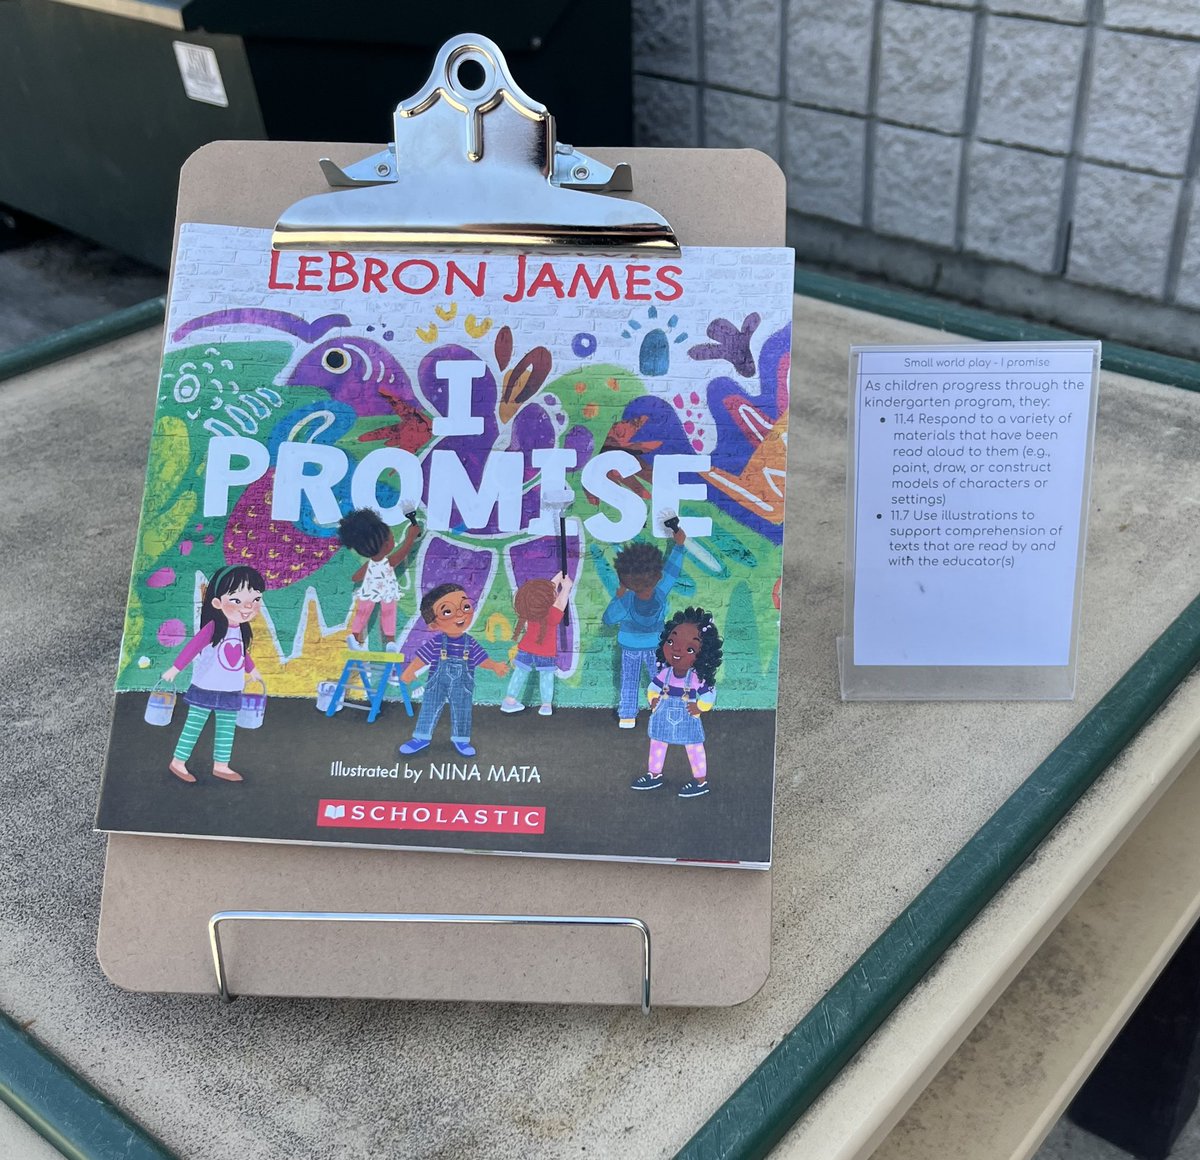 LEBRON JAMES
I
PROMISE
Illustrated by NINA MATA
SCHOLASTIC
Small world play - I promise
As children progress through the
kindergarten program, they:
• 11.4 Respond to a variety of
materials that have been
read aloud to them (e.g.,
paint, draw, or construct
models of characters or
settings)
• 11.7 Use illustrations to
support comprehension of
texts that are read by and
with the educator(s)